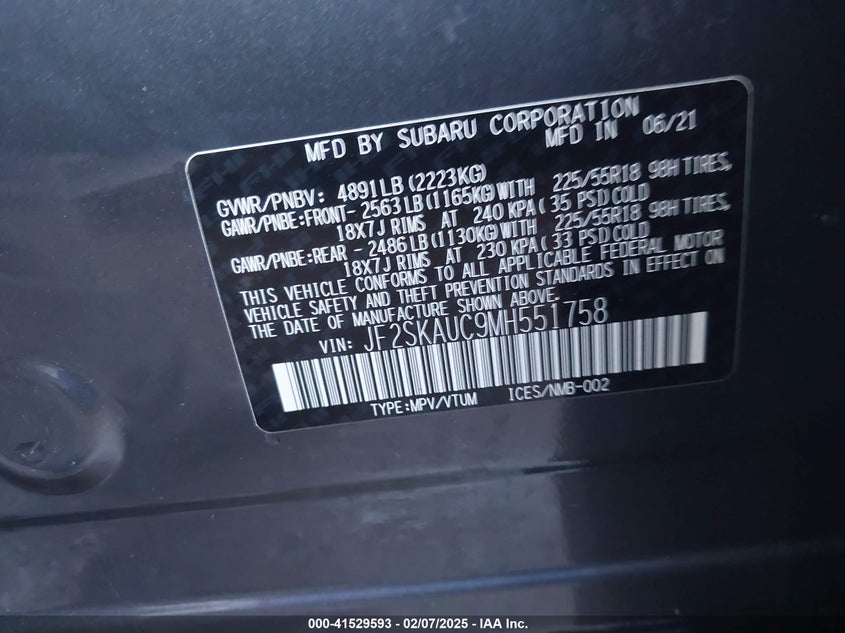 MFD BY SUBARU CORPORATION
MFD IN 06/21
GVWR/PNBV: 4891LB(2223KG)
GAWR/PNBE:FRONT- 2563LB(1165KG)WITH 225/55R18 98H TIRES,
18X7J RIMS AT 240 KPA( 35 PSI)COLD
GAWR/PNBE:REAR - 2486LB(1130KG)WITH 225/55R18 98H TIRES,
18X7J RIMS AT 230 KPA( 33 PSI)COLD
THIS VEHICLE CONFORMS TO ALL APPLICABLE FEDERAL MOTOR
VEHICLE SAFETY AND THEFT PREVENTION STANDARDS IN EFFECT ON
THE DATE OF MANUFACTURE SHOWN ABOVE.
VIN: JF2SKAUC9MH551758
TYPE:MPV/VTUM ICES/NMB-002
000-41529593 - 02/07/2025 - IAA Inc.